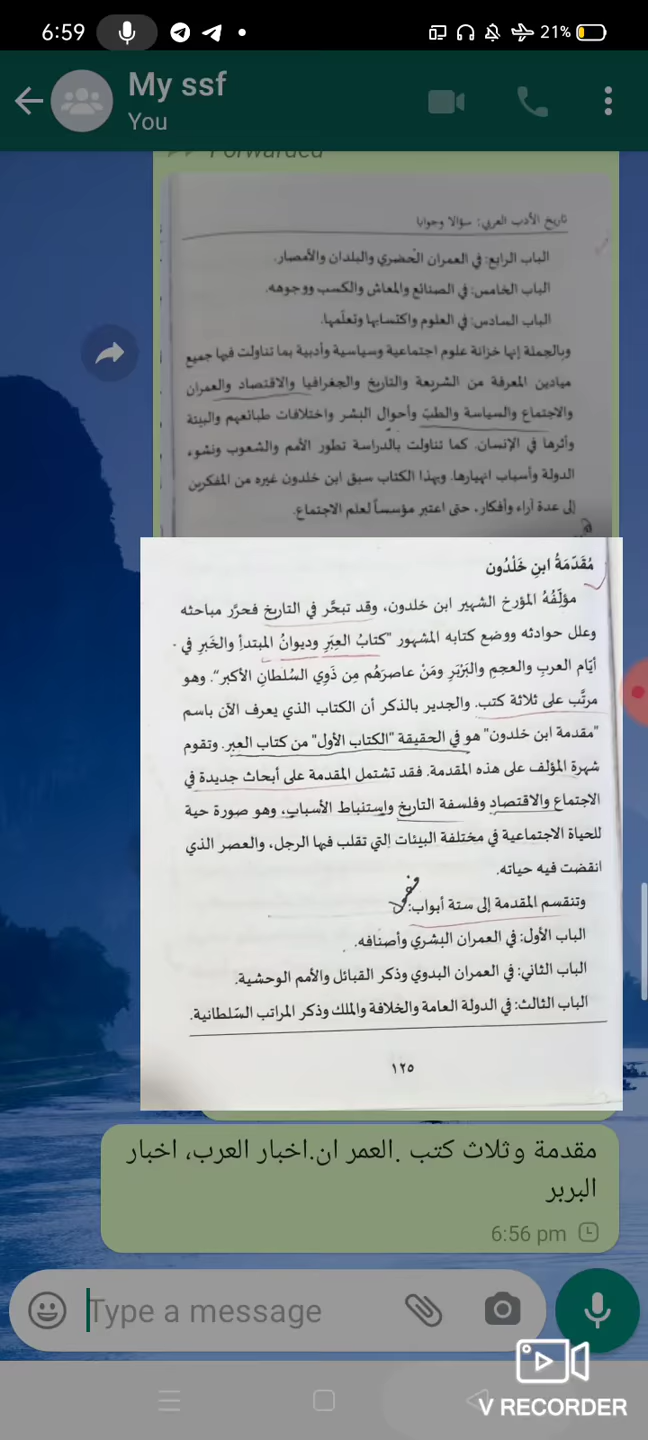 6:59
21%
My ssf
You
Forwarded
تاريخ الأدب العربي: سؤالا وجوابا
الباب الرابع: في العمران الحضري والبلدان والأمصار.
الباب الخامس: في الصنائع والمعاش والكسب ووجوهه.
الباب السادس: في العلوم واكتسابها وتعلّمها.
وبالجملة إنها خزانة علوم اجتماعية وسياسية وأدبية بما تناولت فيها جميع
ميادين المعرفة من الشريعة والتاريخ والجغرافيا والاقتصاد والعمران
والاجتماع والسياسة والطب وأحوال البشر واختلافات طبائعهم والبيئة
وأثرها في الإنسان. كما تناولت بالدراسة تطور الأمم والشعوب ونشوء
الدولة وأسباب انهيارها. وبهذا الكتاب سبق ابن خلدون غيره من المفكرين
إلى عدة آراء وأفكار، حتى اعتبر مؤسساً لعلم الاجتماع.
مُقَدّمَةُ ابنِ خَلْدُون
مؤلّفُهُ المؤرخ الشهير ابن خلدون، وقد تبحَّر في التاريخ فحرَّر مباحثه
وعلل حوادثه ووضع كتابه المشهور "كتابُ العِبَرِ وديوانُ المبتدأِ والخَبرِ في
أيّام العربِ والعجمِ والبَرْبَرِ ومَنْ عاصرَهُم مِن ذَوِي السُلطانِ الأكبر". وهو
مرتَّب على ثلاثة كتب. والجدير بالذكر أن الكتاب الذي يعرف الآن باسم
"مقدمة ابن خلدون" هو في الحقيقة "الكتاب الأول" من كتاب العبر. وتقوم
شهرة المؤلف على هذه المقدمة. فقد تشتمل المقدمة على أبحاث جديدة في
الاجتماع والاقتصاد وفلسفة التاريخ واستنباط الأسباب، وهو صورة حية
للحياة الاجتماعية في مختلفة البيئات التي تقلب فيها الرجل، والعصر الذي
انقضت فيه حياته.
وتنقسم المقدمة إلى ستة أبواب:
الباب الأول: في العمران البشري وأصنافه.
الباب الثاني: في العمران البدوي وذكر القبائل والأمم الوحشية.
الباب الثالث: في الدولة العامة والخلافة والملك وذكر المراتب السّلطانية.
١٢٥
مقدمة وثلاث كتب .العمر ان.اخبار العرب، اخبار
البربر
6:56 pm
Type a message
V RECORDER